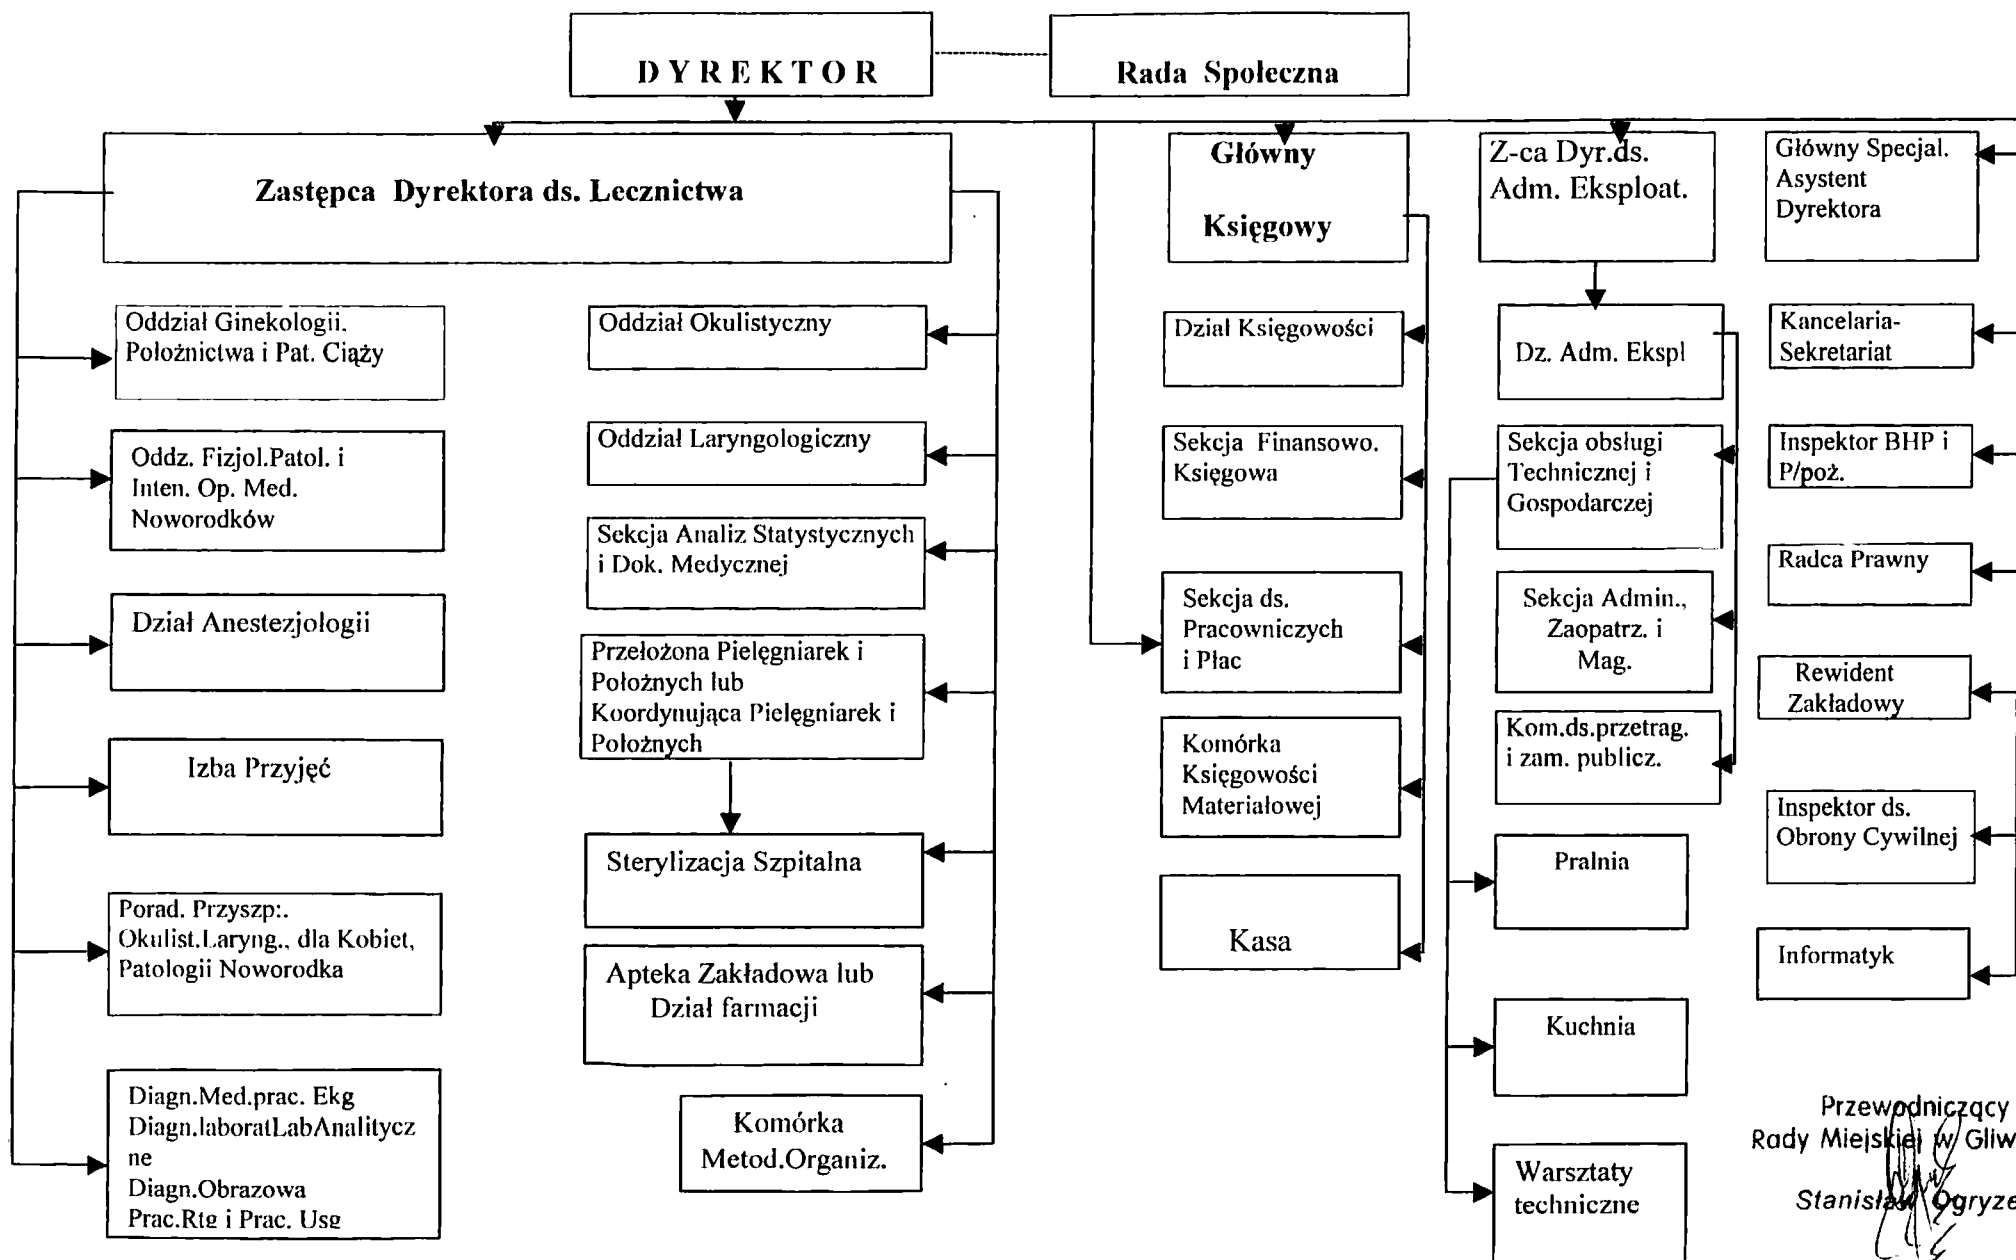 DYREKTOR
Rada Społeczna
Zastępca Dyrektora ds. Lecznictwa
Główny
Księgowy
Z-ca Dyr.ds.
Adm. Eksploat.
Główny Specjal.
Asystent
Dyrektora
Oddział Ginekologii.
Położnictwa i Pat. Ciąży
Oddz. Fizjol.Patol. i
Inten. Op. Med.
Noworodków
Dział Anestezjologii
Izba Przyjęć
Porad. Przyszp:.
Okulist.Laryng., dla Kobiet,
Patologii Noworodka
Diagn.Med.prac. Ekg
Diagn.laboratLabAnalitycz
ne
Diagn.Obrazowa
Prac.Rtg i Prac. Usg
Oddział Okulistyczny
Oddział Laryngologiczny
Sekcja Analiz Statystycznych
i Dok. Medycznej
Przełożona Pielęgniarek i
Położnych lub
Koordynująca Pielęgniarek i
Położnych
Sterylizacja Szpitalna
Apteka Zakładowa lub
Dział farmacji
Komórka
Metod.Organiz.
Dział Księgowości
Sekcja Finansowo.
Księgowa
Sekcja ds.
Pracowniczych
i Płac
Komórka
Księgowości
Materiałowej
Kasa
Dz. Adm. Ekspl
Sekcja obsługi
Technicznej i
Gospodarczej
Sekcja Admin.,
Zaopatrz. i
Mag.
Kom.ds.przetrag.
i zam. publicz.
Pralnia
Kuchnia
Warsztaty
techniczne
Kancelaria-
Sekretariat
Inspektor BHP i
P/poż.
Radca Prawny
Rewident
Zakładowy
Inspektor ds.
Obrony Cywilnej
Informatyk
Przewodniczący
Rady Miejskiej w Gliw
Stanisław Ogryze